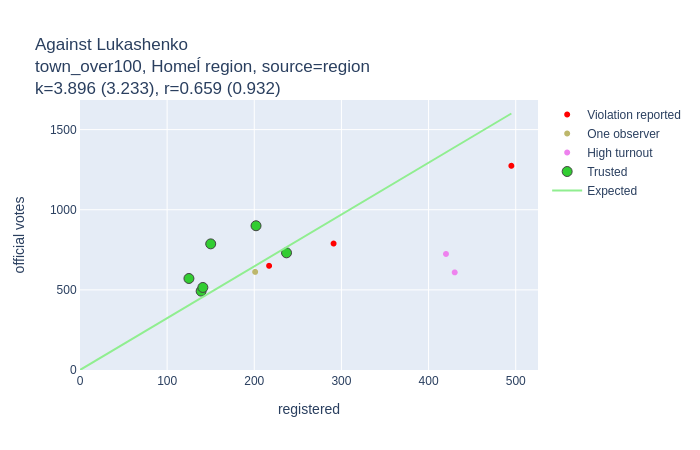 Against Lukashenko
town_over100, Homeĺ region, source=region
k=3.896 (3.233), r=0.659 (0.932)
1500
1000
500
0
0
100
200
300
400
500
official votes
registered
Violation reported
One observer
High turnout
Trusted
Expected